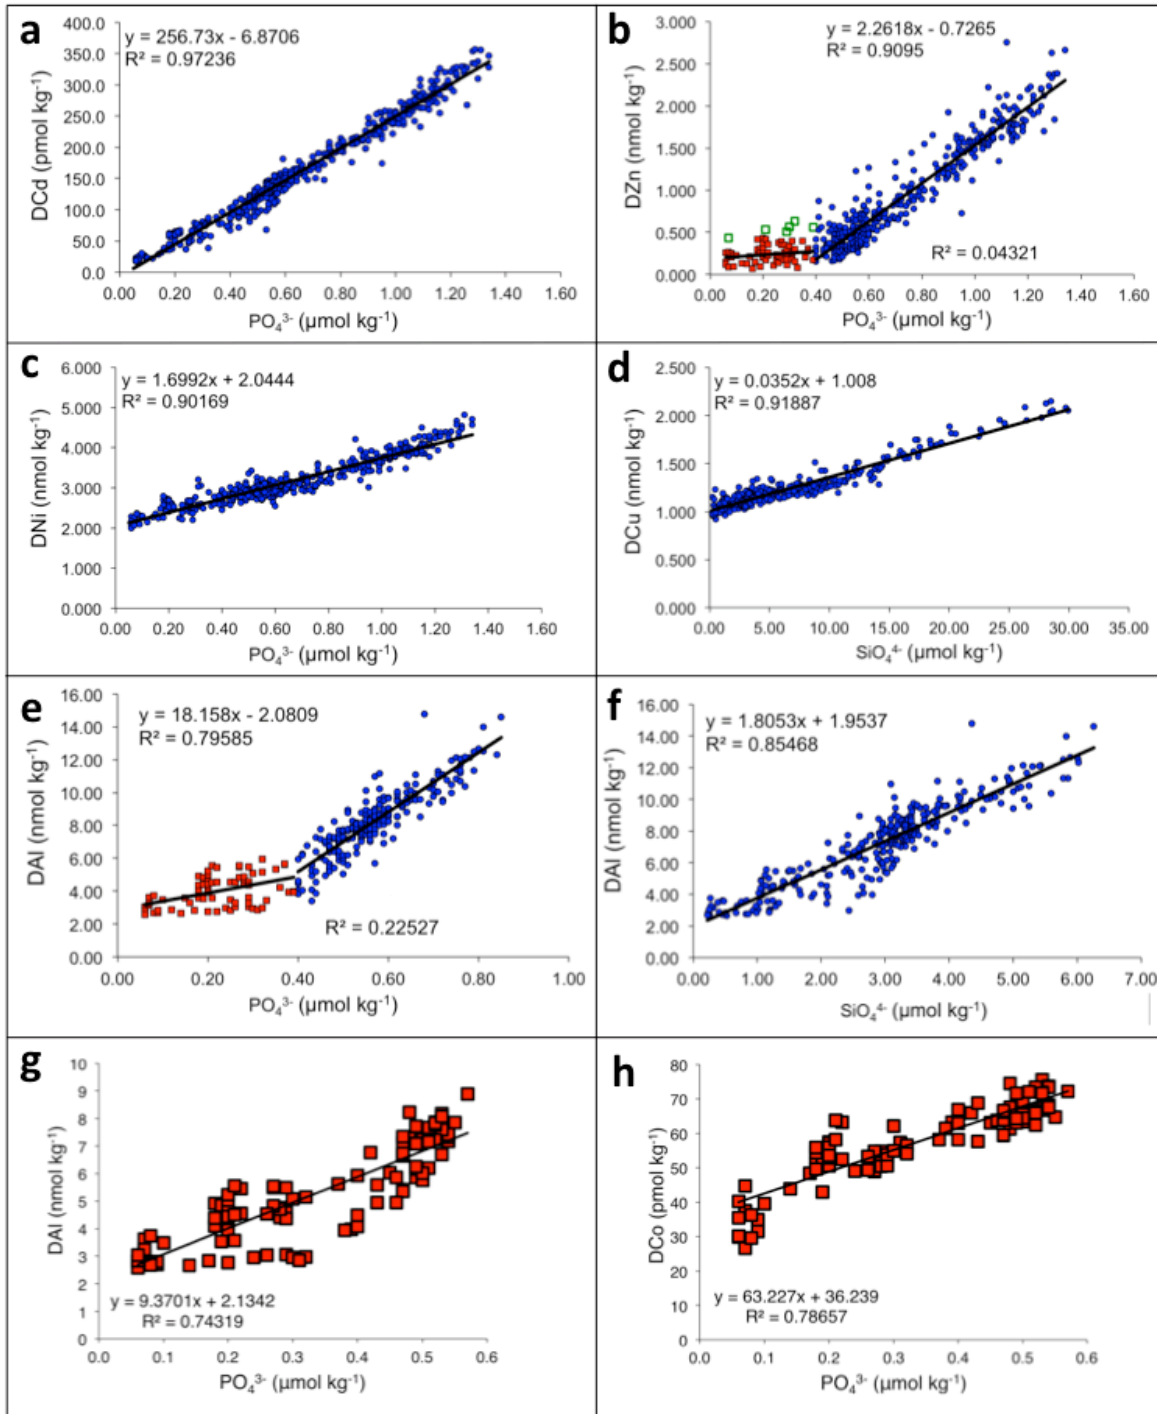 a
y = 256.73x - 6.8706
R² = 0.97236
400.0
350.0
300.0
250.0
200.0
150.0
100.0
50.0
0.0
DCd (pmol kg⁻¹)
0.00 0.20 0.40 0.60 0.80 1.00 1.20 1.40 1.60
PO₄³⁻ (µmol kg⁻¹)
b
y = 2.2618x - 0.7265
R² = 0.9095
3.000
2.500
2.000
1.500
1.000
0.500
0.000
DZn (nmol kg⁻¹)
R² = 0.04321
0.00 0.20 0.40 0.60 0.80 1.00 1.20 1.40 1.60
PO₄³⁻ (µmol kg⁻¹)
c
y = 1.6992x + 2.0444
R² = 0.90169
6.000
5.000
4.000
3.000
2.000
1.000
0.000
DNi (nmol kg⁻¹)
0.00 0.20 0.40 0.60 0.80 1.00 1.20 1.40 1.60
PO₄³⁻ (µmol kg⁻¹)
d
y = 0.0352x + 1.008
R² = 0.91887
2.500
2.000
1.500
1.000
0.500
0.000
DCu (nmol kg⁻¹)
0.00 5.00 10.00 15.00 20.00 25.00 30.00 35.00
SiO₄⁴⁻ (µmol kg⁻¹)
e
y = 18.158x - 2.0809
R² = 0.79585
16.00
14.00
12.00
10.00
8.00
6.00
4.00
2.00
0.00
DAl (nmol kg⁻¹)
R² = 0.22527
0.00 0.20 0.40 0.60 0.80 1.00
PO₄³⁻ (µmol kg⁻¹)
f
y = 1.8053x + 1.9537
R² = 0.85468
16.00
14.00
12.00
10.00
8.00
6.00
4.00
2.00
0.00
DAl (nmol kg⁻¹)
0.00 1.00 2.00 3.00 4.00 5.00 6.00 7.00
SiO₄⁴⁻ (µmol kg⁻¹)
g
10
9
8
7
6
5
4
3
2
1
0
DAl (nmol kg⁻¹)
y = 9.3701x + 2.1342
R² = 0.74319
0.0 0.1 0.2 0.3 0.4 0.5 0.6
PO₄³⁻ (µmol kg⁻¹)
h
80
70
60
50
40
30
20
10
0
DCo (pmol kg⁻¹)
y = 63.227x + 36.239
R² = 0.78657
0.0 0.1 0.2 0.3 0.4 0.5 0.6
PO₄³⁻ (µmol kg⁻¹)